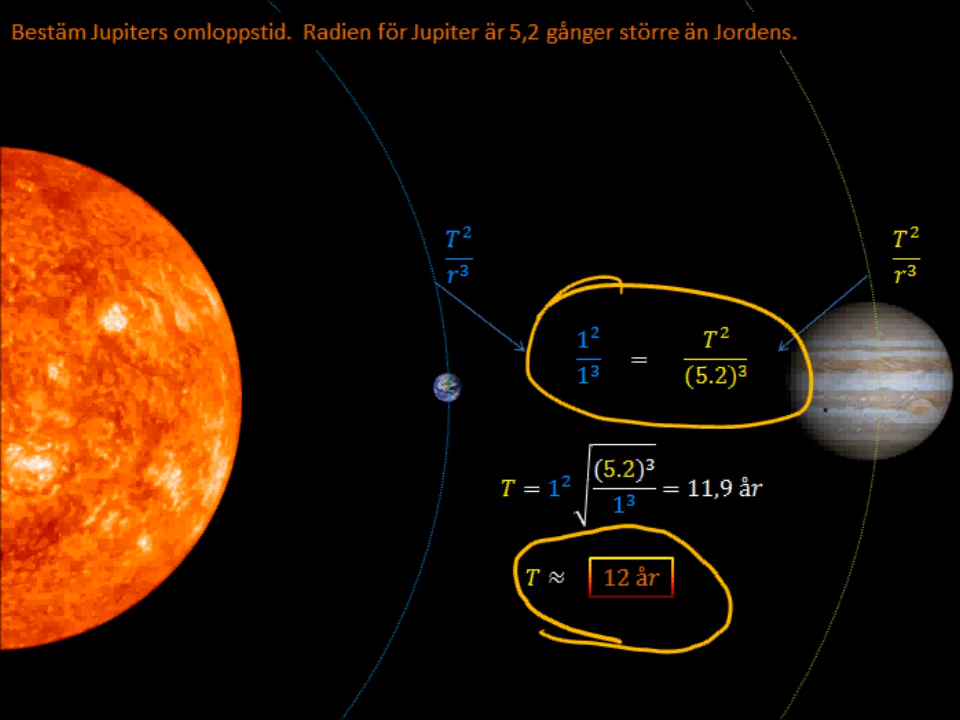 Bestäm Jupiters omloppstid. Radien för Jupiter är 5,2 gånger större än Jordens.
T²/r³
T²/r³
1²/1³ = T²/(5.2)³
T = 1² √((5.2)³/1³) = 11,9 år
T ≈ 12 år